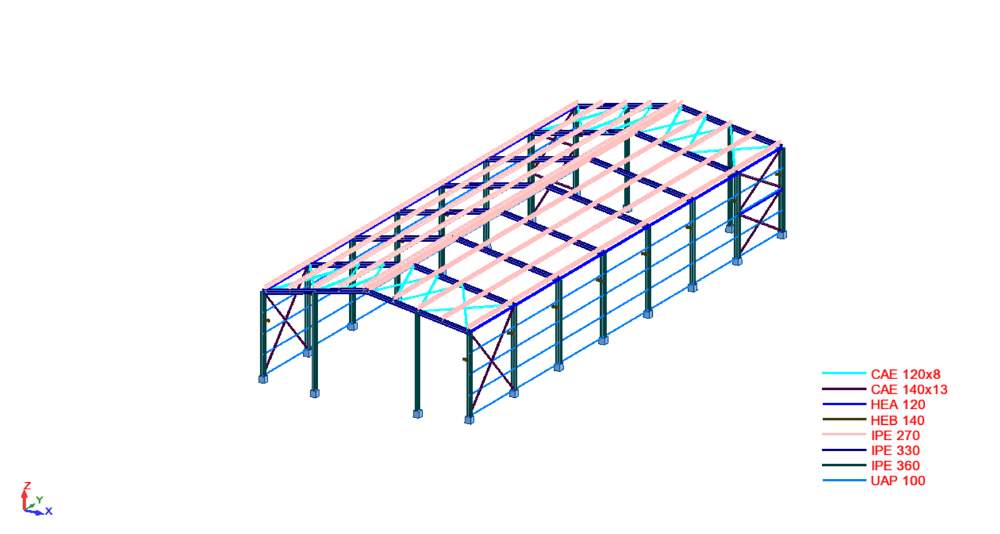 CAE 120x8
CAE 140x13
HEA 120
HEB 140
IPE 270
IPE 330
IPE 360
UAP 100
Z
Y
X